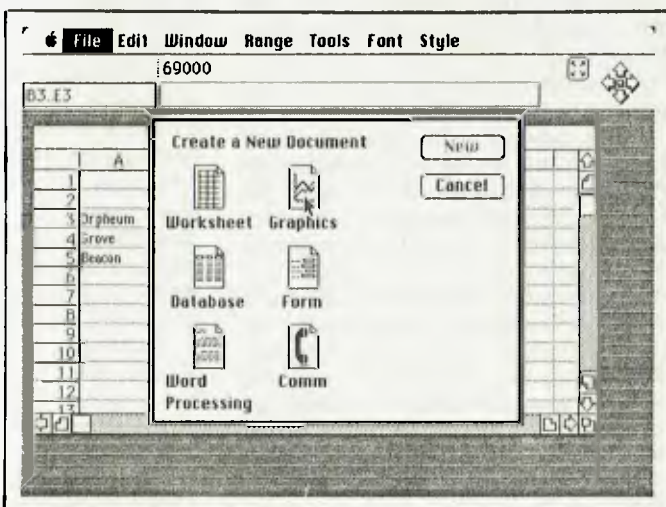 File Edit Window Range Tools Font Style
69000
B3.E3
Create a New Document
New
Cancel
A
1
2
3 Orpheum
4 Grove
5 Beacon
6
7
8
9
10
11
12
13
Worksheet Graphics
Database Form
Word Processing
Comm